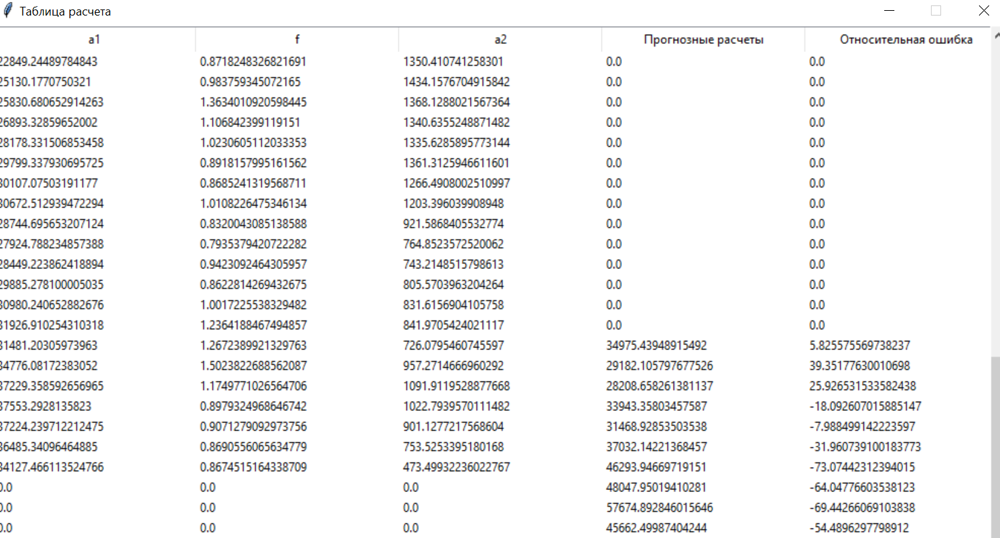 Таблица расчета
a1 f a2 Прогнозные расчеты Относительная ошибка
22849.24489784843 0.8718248326821691 1350.410741258301 0.0 0.0
25130.1770750321 0.983759345072165 1434.1576704915842 0.0 0.0
25830.680652914263 1.3634010920598445 1368.1288021567364 0.0 0.0
26893.32859652002 1.106842399119151 1340.6355248871482 0.0 0.0
28178.331506853458 1.0230605112033353 1335.6285895773144 0.0 0.0
29799.337930695725 0.8918157995161562 1361.3125946611601 0.0 0.0
30107.07503191177 0.8685241319568711 1266.4908002510997 0.0 0.0
30672.512939472294 1.0108226475346134 1203.396039908948 0.0 0.0
28744.695653207124 0.8320043085138588 921.5868405532774 0.0 0.0
27924.788234857388 0.7935379420722282 764.8523572520062 0.0 0.0
28449.223862418894 0.9423092464305957 743.2148515798613 0.0 0.0
29885.278100005035 0.8622814269432675 805.5703963204264 0.0 0.0
30980.240652882676 1.0017225538329482 831.6156904105758 0.0 0.0
31926.910254310318 1.2364188467494857 841.9705424021117 0.0 0.0
31481.20305973963 1.2672389921329763 726.0795460745597 34975.43948915492 5.825575569738237
34776.08172383052 1.5023822688562087 957.2714666960292 29182.105797677526 39.35177630010698
37229.358592656965 1.1749771026564706 1091.9119528877668 28208.658261381137 25.926531533582438
37553.2928135823 0.8979324968646742 1022.7939570111482 33943.35803457587 -18.092607015885147
37224.239712212475 0.9071279092973756 901.1277217568604 31468.92853503538 -7.988499142223597
36485.34096464885 0.8690556065634779 753.5253395180168 37032.14221368457 -31.960739100183773
34127.466113524766 0.8674515164338709 473.49932236022767 46293.94669719151 -73.07442312394015
0.0 0.0 0.0 48047.95019410281 -64.04776603538123
0.0 0.0 0.0 57674.892846015646 -69.44266069103838
0.0 0.0 0.0 45662.49987404244 -54.4896297798912